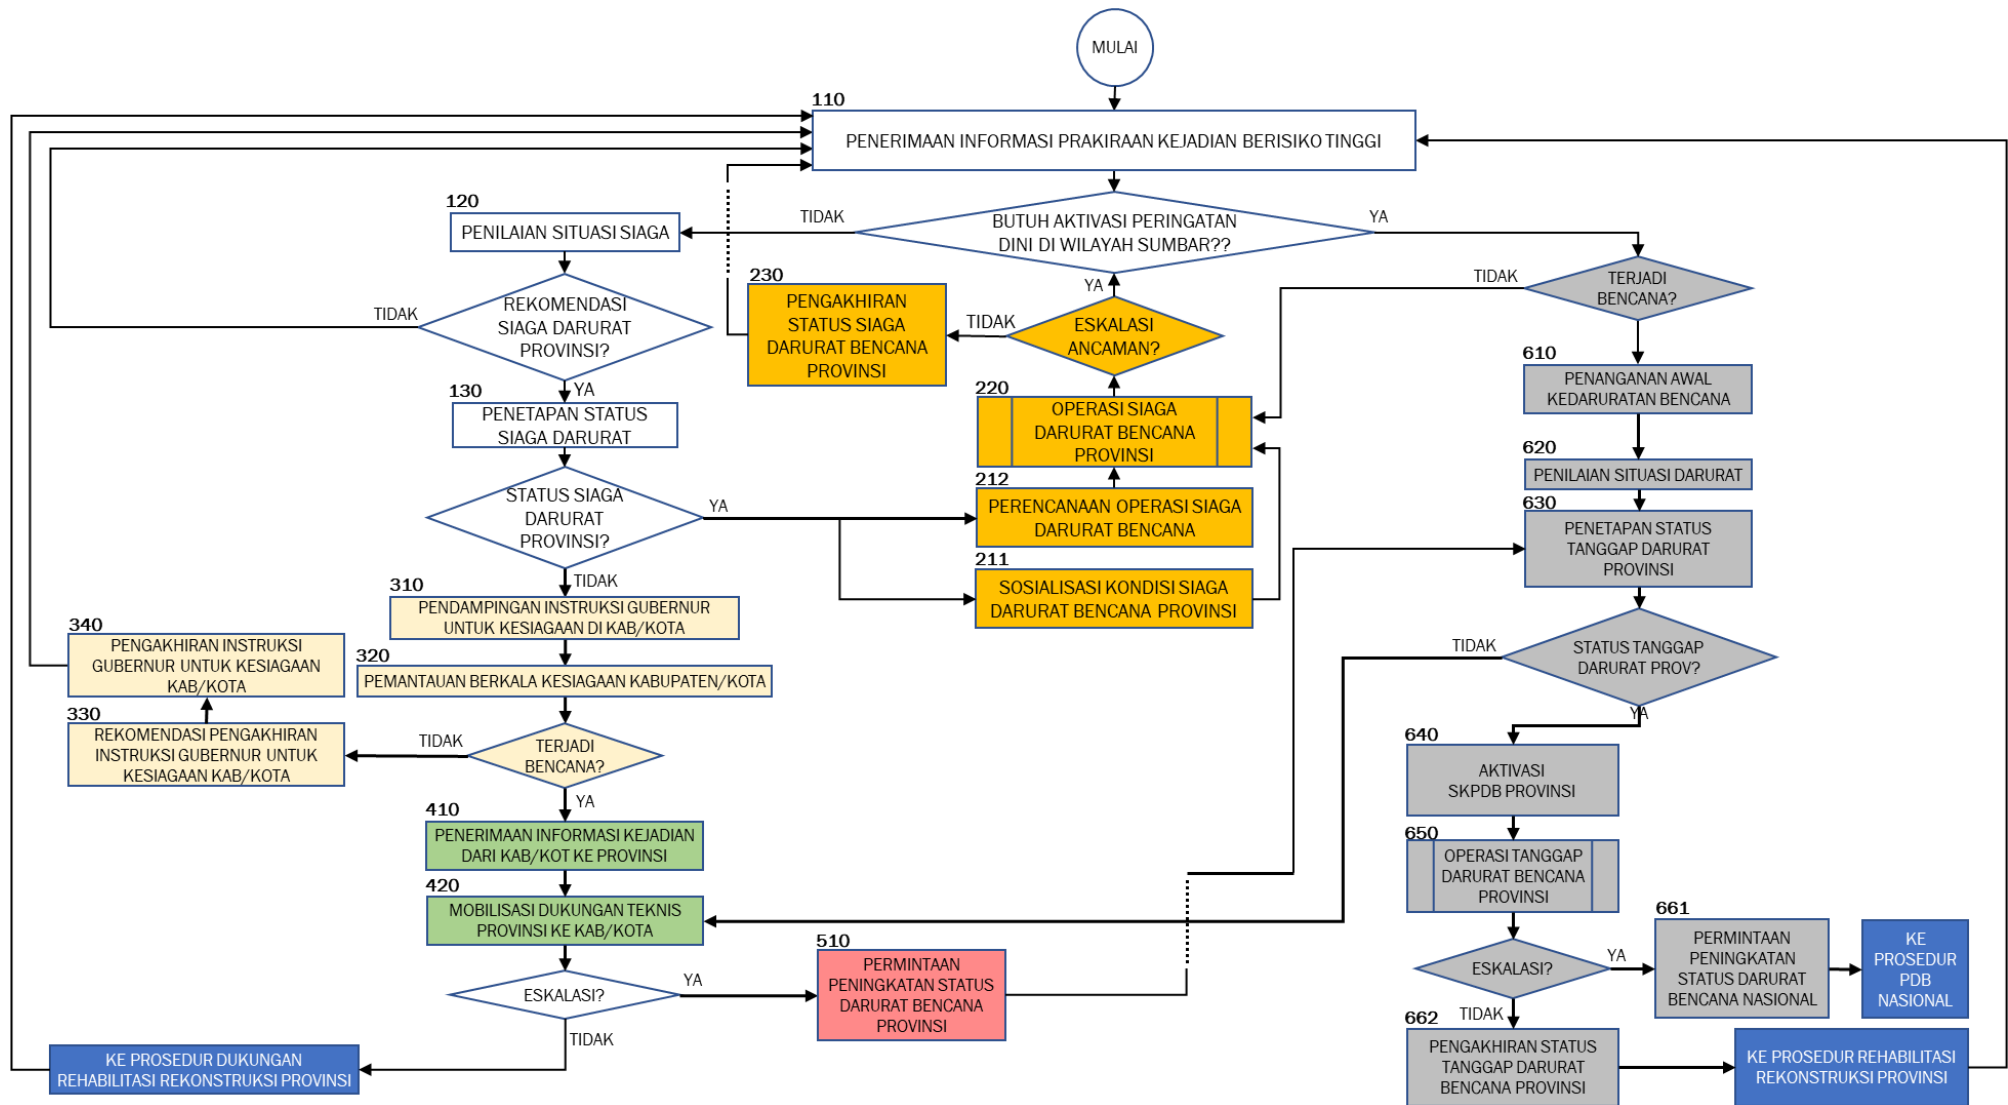 MULAI
110
PENERIMAAN INFORMASI PRAKIRAAN KEJADIAN BERISIKO TINGGI
TIDAK
BUTUH AKTIVASI PERINGATAN
DINI DI WILAYAH SUMBAR??
YA
120
PENILAIAN SITUASI SIAGA
TIDAK
REKOMENDASI
SIAGA DARURAT
PROVINSI?
YA
130
PENETAPAN STATUS
SIAGA DARURAT
STATUS SIAGA
DARURAT
PROVINSI?
YA
TIDAK
230
PENGAKHIRAN
STATUS SIAGA
DARURAT BENCANA
PROVINSI
TIDAK
YA
ESKALASI
ANCAMAN?
220
OPERASI SIAGA
DARURAT BENCANA
PROVINSI
212
PERENCANAAN OPERASI SIAGA
DARURAT BENCANA
211
SOSIALISASI KONDISI SIAGA
DARURAT BENCANA PROVINSI
310
PENDAMPINGAN INSTRUKSI GUBERNUR
UNTUK KESIAGAAN DI KAB/KOTA
320
PEMANTAUAN BERKALA KESIAGAAN KABUPATEN/KOTA
340
PENGAKHIRAN INSTRUKSI
GUBERNUR UNTUK KESIAGAAN
KAB/KOTA
330
REKOMENDASI PENGAKHIRAN
INSTRUKSI GUBERNUR UNTUK
KESIAGAAN KAB/KOTA
TIDAK
TERJADI
BENCANA?
YA
410
PENERIMAAN INFORMASI KEJADIAN
DARI KAB/KOT KE PROVINSI
420
MOBILISASI DUKUNGAN TEKNIS
PROVINSI KE KAB/KOTA
ESKALASI?
YA
TIDAK
510
PERMINTAAN
PENINGKATAN STATUS
DARURAT BENCANA
PROVINSI
KE PROSEDUR DUKUNGAN
REHABILITASI REKONSTRUKSI PROVINSI
TIDAK
TERJADI
BENCANA?
610
PENANGANAN AWAL
KEDARURATAN BENCANA
620
PENILAIAN SITUASI DARURAT
630
PENETAPAN STATUS
TANGGAP DARURAT
PROVINSI
TIDAK
STATUS TANGGAP
DARURAT PROV?
YA
640
AKTIVASI
SKPDB PROVINSI
650
OPERASI TANGGAP
DARURAT BENCANA
PROVINSI
ESKALASI?
YA
TIDAK
661
PERMINTAAN
PENINGKATAN
STATUS DARURAT
BENCANA NASIONAL
KE
PROSEDUR
PDB
NASIONAL
662
PENGAKHIRAN STATUS
TANGGAP DARURAT
BENCANA PROVINSI
KE PROSEDUR REHABILITASI
REKONSTRUKSI PROVINSI